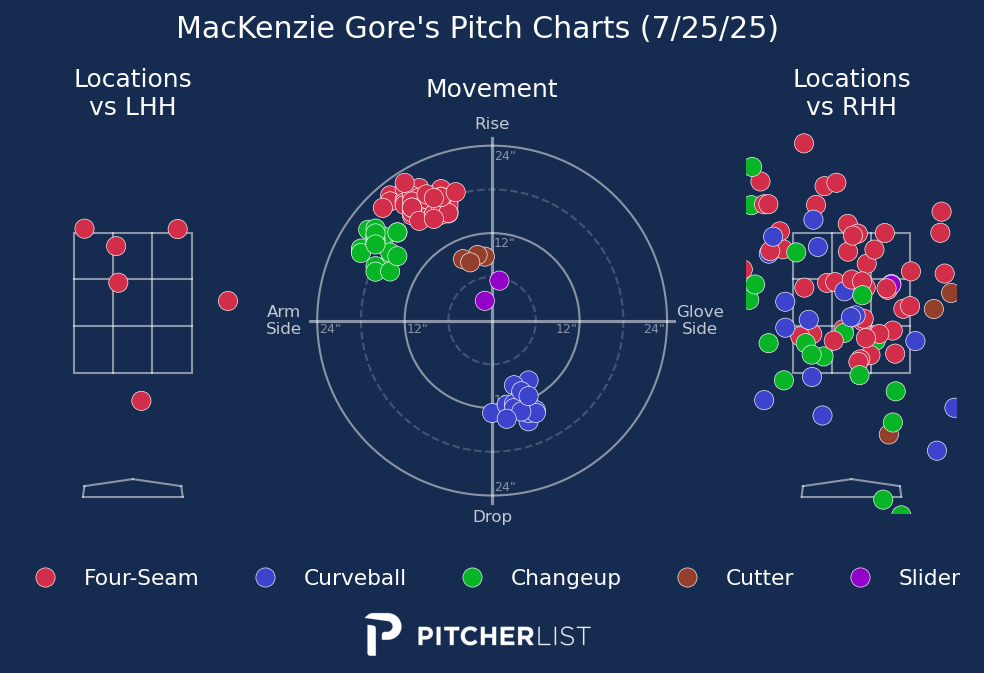 MacKenzie Gore's Pitch Charts (7/25/25)
Locations
vs LHH
Movement
Locations
vs RHH
Rise
24"
12"
Arm
Side
24"
12"
12"
24"
Glove
Side
24"
Drop
Four-Seam
Curveball
Changeup
Cutter
Slider
PITCHERLIST